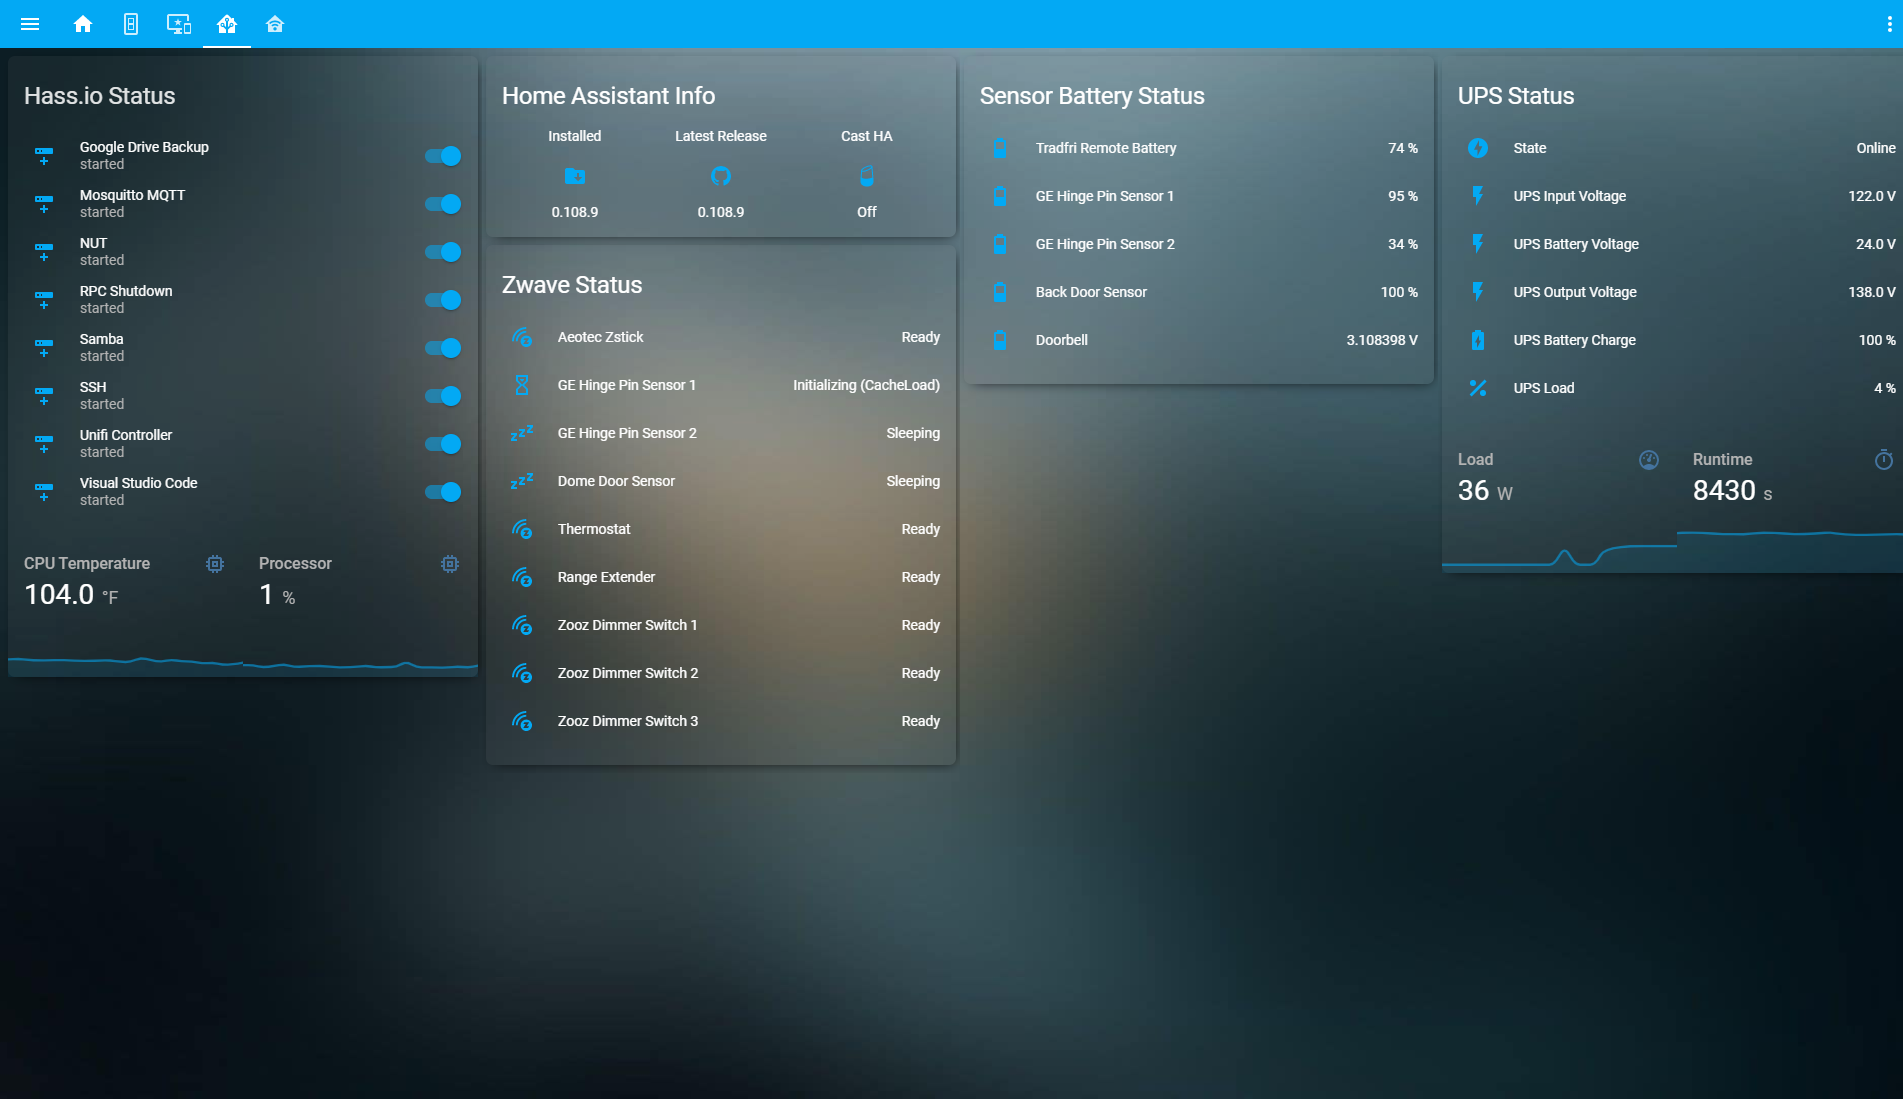 Hass.io Status
Google Drive Backup
started
Mosquitto MQTT
started
NUT
started
RPC Shutdown
started
Samba
started
SSH
started
Unifi Controller
started
Visual Studio Code
started
CPU Temperature
104.0 °F
Processor
1 %
Home Assistant Info
Installed Latest Release Cast HA
0.108.9 0.108.9 Off
Zwave Status
Aeotec Zstick Ready
GE Hinge Pin Sensor 1 Initializing (CacheLoad)
GE Hinge Pin Sensor 2 Sleeping
Dome Door Sensor Sleeping
Thermostat Ready
Range Extender Ready
Zooz Dimmer Switch 1 Ready
Zooz Dimmer Switch 2 Ready
Zooz Dimmer Switch 3 Ready
Sensor Battery Status
Tradfri Remote Battery 74 %
GE Hinge Pin Sensor 1 95 %
GE Hinge Pin Sensor 2 34 %
Back Door Sensor 100 %
Doorbell 3.108398 V
UPS Status
State Online
UPS Input Voltage 122.0 V
UPS Battery Voltage 24.0 V
UPS Output Voltage 138.0 V
UPS Battery Charge 100 %
UPS Load 4 %
Load
36 W
Runtime
8430 s